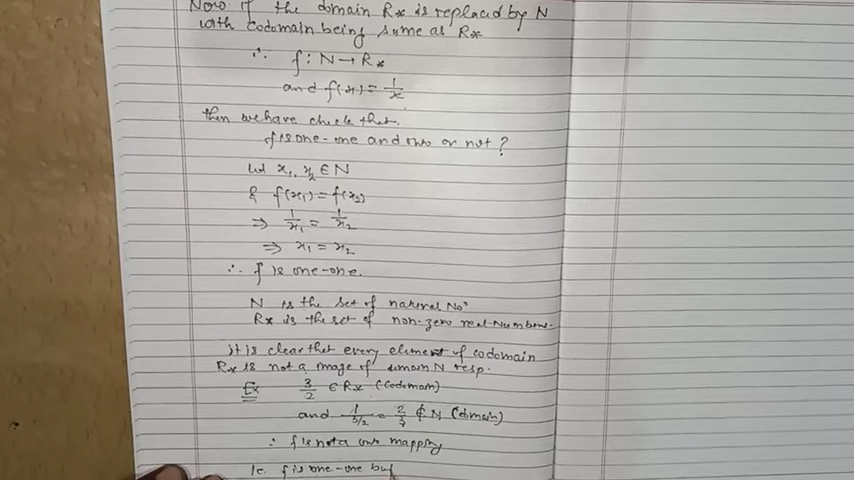 Now if the domain R* is replaced by N
with codomain being same as R*
∴ f : N → R*
and f(x) = 1/x
then we have check that.
f is one-one and onto or not ?
let x₁, x₂ ∈ N
& f(x₁) = f(x₂)
⇒ 1/x₁ = 1/x₂
⇒ x₁ = x₂
∴ f is one-one.
N is the set of natural No⁵
R* is the set of non-zero real Numbers.
it is clear that every element of codomain
R* is not a image of domain N resp.
Ex 3/2 ∈ R* (Codomain)
and 1/3/2 = 2/3 ∉ N (domain)
∴ f is not a onto mapping
ie. f is one-one but